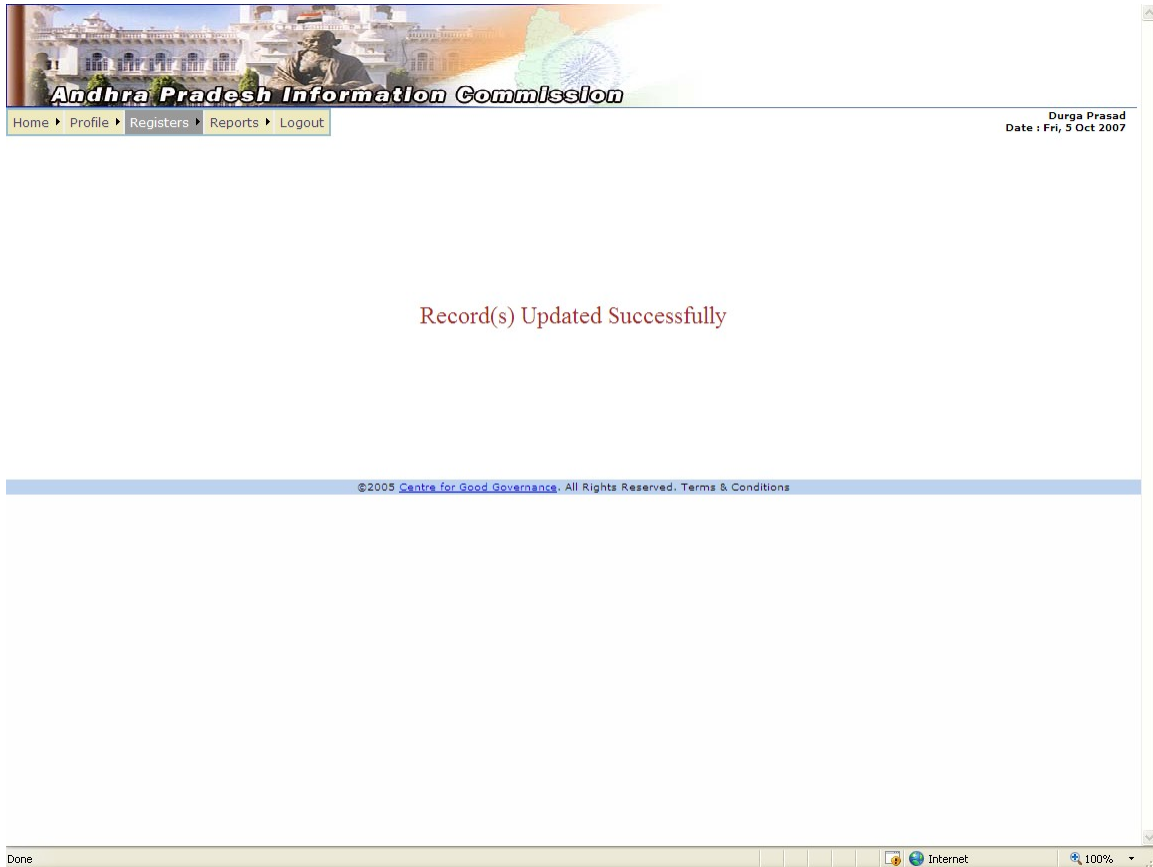 Andhra Pradesh Information Commission
Home Profile Registers Reports Logout
Durga Prasad
Date : Fri, 5 Oct 2007
Record(s) Updated Successfully
©2005 Centre for Good Governance. All Rights Reserved. Terms & Conditions
Done Internet 100%